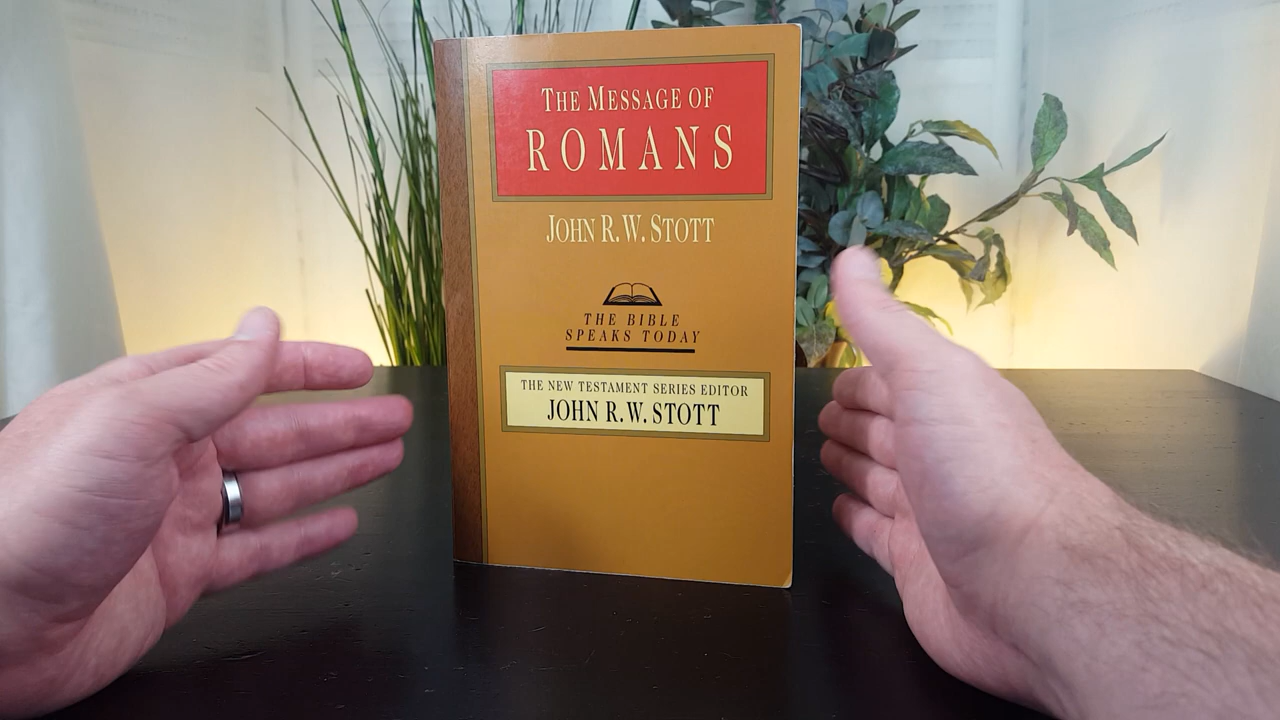 THE MESSAGE OF
ROMANS
JOHN R. W. STOTT
THE BIBLE
SPEAKS TODAY
THE NEW TESTAMENT SERIES EDITOR
JOHN R. W. STOTT